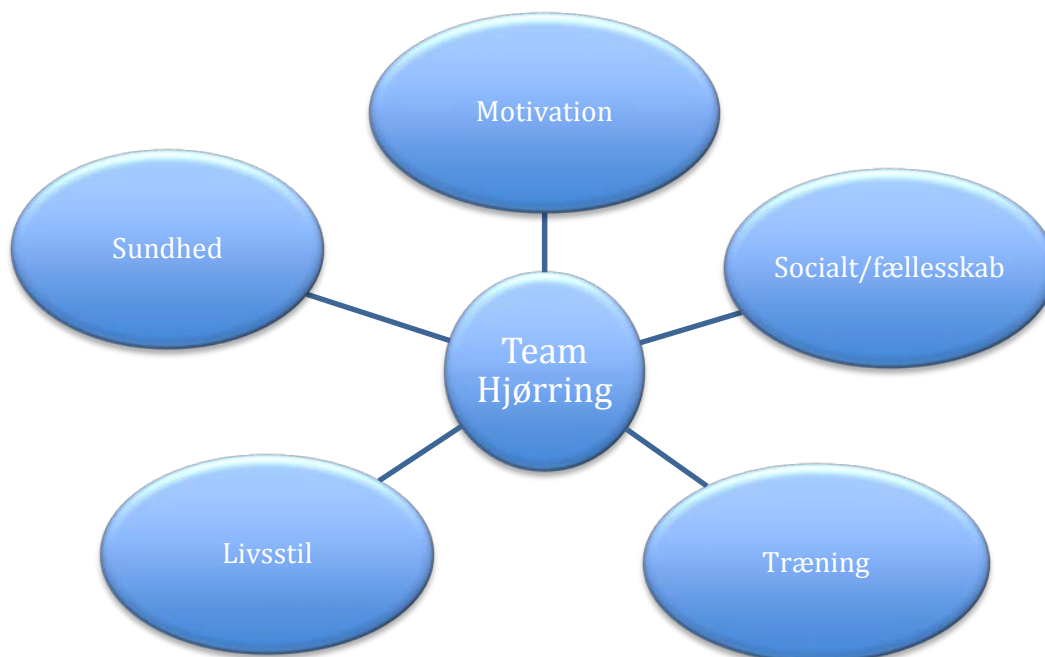 Motivation
Sundhed
Socialt/fællesskab
Team
Hjørring
Livsstil
Træning